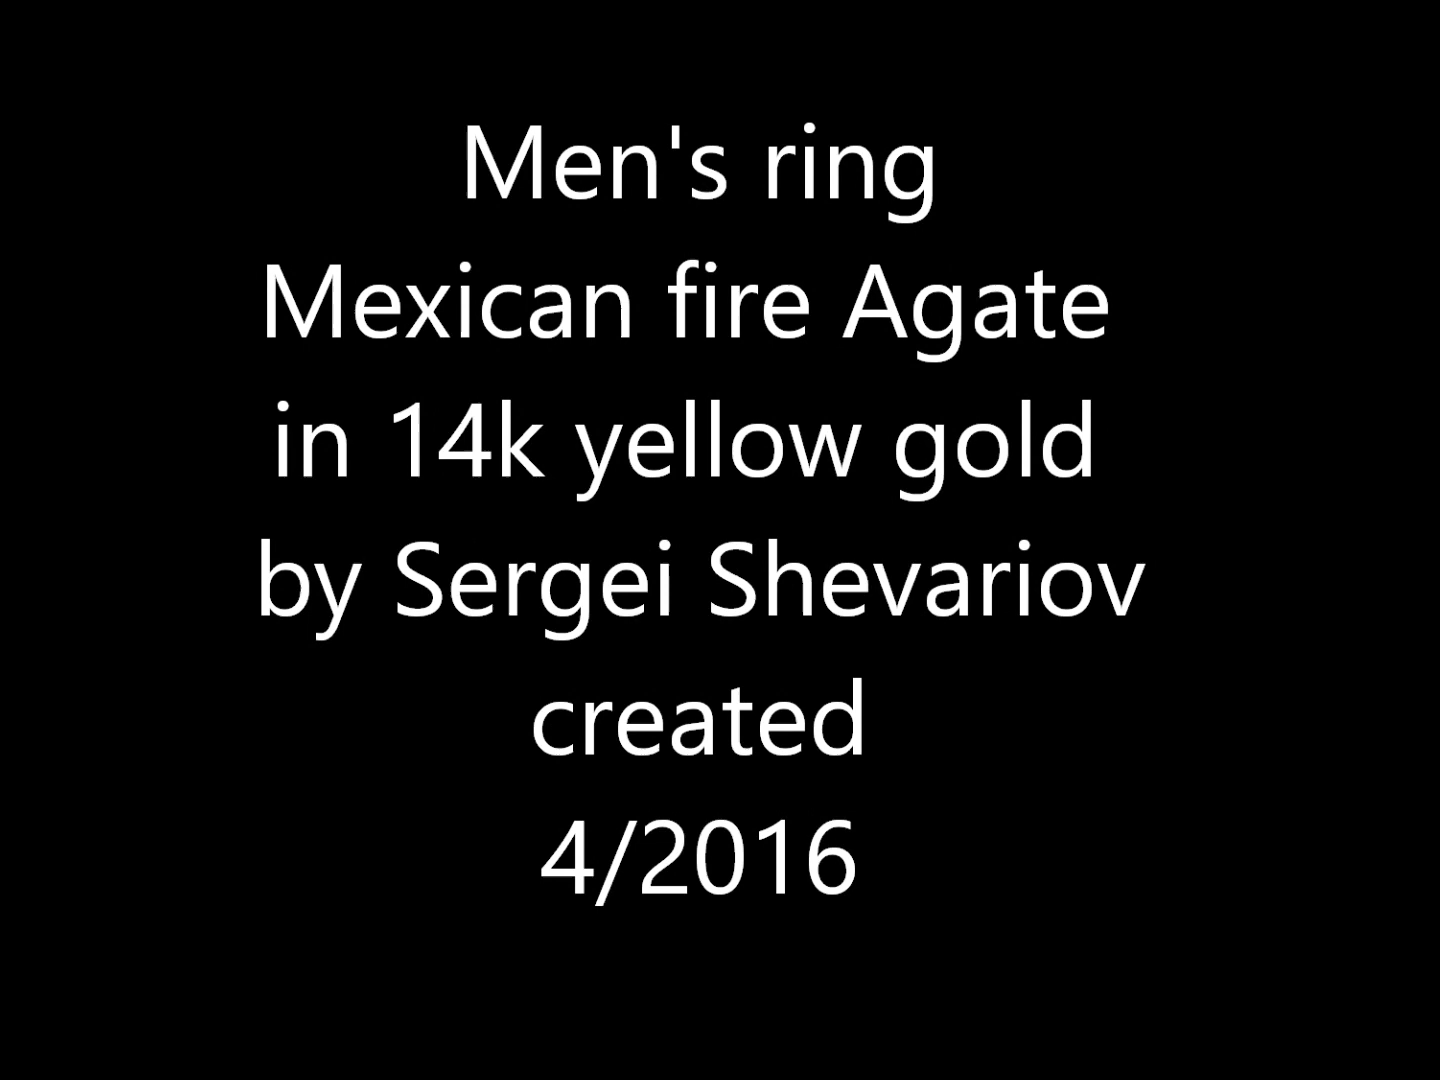 Men's ring
Mexican fire Agate
in 14k yellow gold
by Sergei Shevariov
created
4/2016